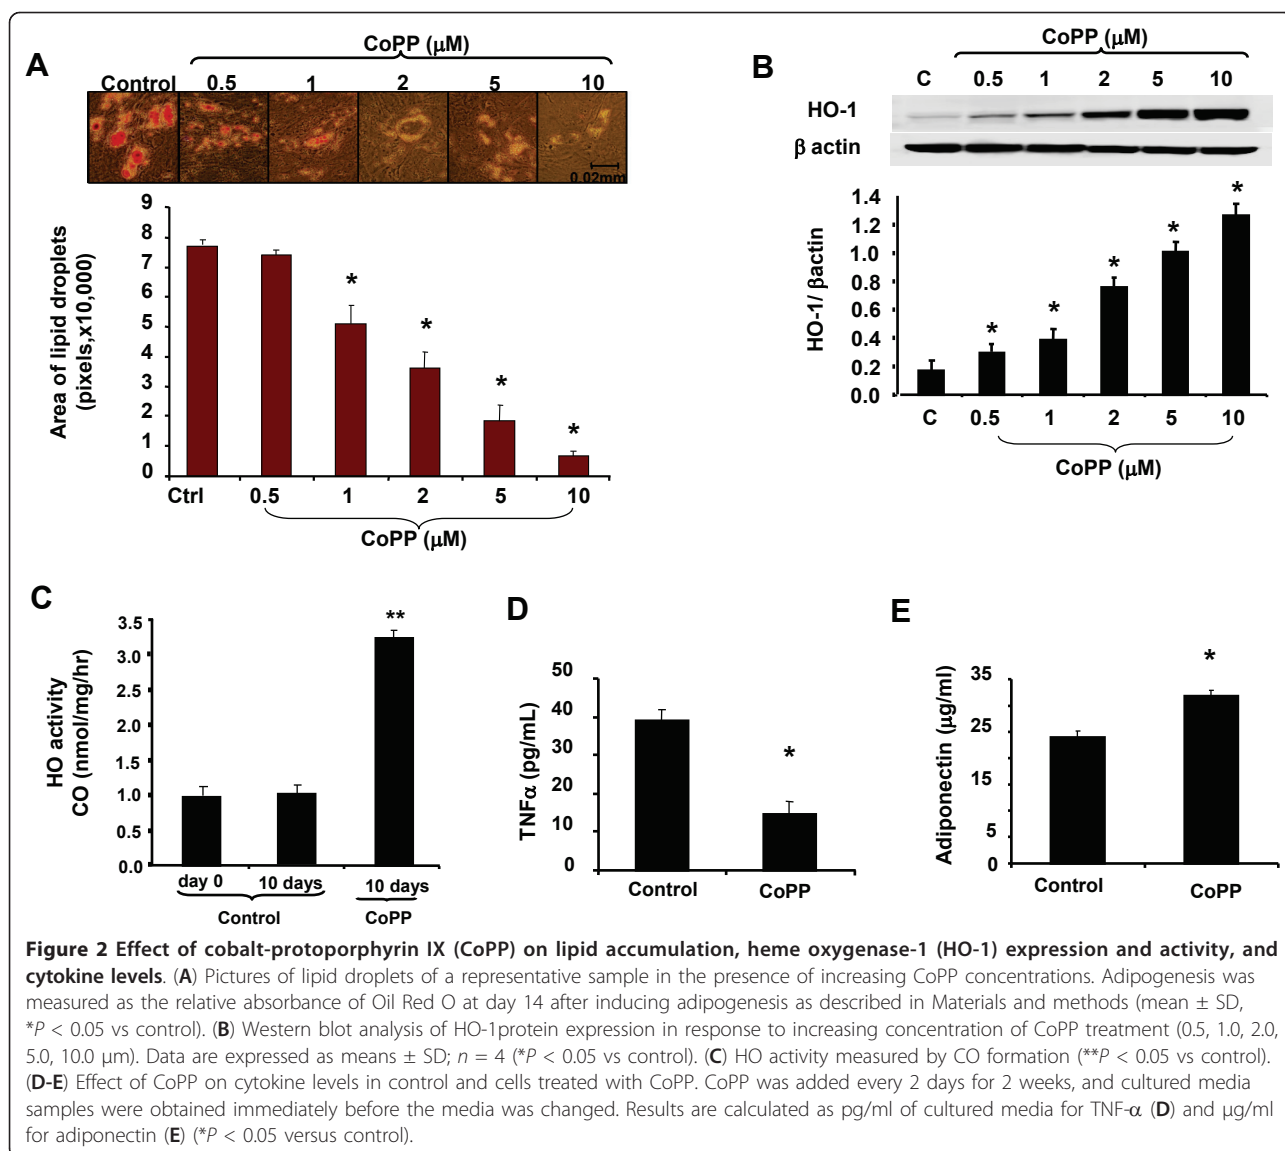 A
CoPP (μM)
Control 0.5 1 2 5 10
0.02mm
Area of lipid droplets
(pixels,x10,000)
9
8
7
6
5
4
3
2
1
0
* * * *
Ctrl 0.5 1 2 5 10
CoPP (μM)
B
CoPP (μM)
C 0.5 1 2 5 10
HO-1
β actin
HO-1/ βactin
1.4
1.2
1.0
0.8
0.6
0.4
0.2
0.0
* * * * *
C 0.5 1 2 5 10
CoPP (μM)
C
HO activity
CO (nmol/mg/hr)
3.5
3.0
2.5
2.0
1.5
1.0
0.5
0.0
**
day 0 10 days 10 days
Control CoPP
D
TNFα (pg/mL)
50
40
30
20
10
0
*
Control CoPP
E
Adiponectin (μg/ml)
35
25
15
5
0
*
Control CoPP
Figure 2 Effect of cobalt-protoporphyrin IX (CoPP) on lipid accumulation, heme oxygenase-1 (HO-1) expression and activity, and
cytokine levels. (A) Pictures of lipid droplets of a representative sample in the presence of increasing CoPP concentrations. Adipogenesis was
measured as the relative absorbance of Oil Red O at day 14 after inducing adipogenesis as described in Materials and methods (mean ± SD,
*P < 0.05 vs control). (B) Western blot analysis of HO-1protein expression in response to increasing concentration of CoPP treatment (0.5, 1.0, 2.0,
5.0, 10.0 μm). Data are expressed as means ± SD; n = 4 (*P < 0.05 vs control). (C) HO activity measured by CO formation (**P < 0.05 vs control).
(D-E) Effect of CoPP on cytokine levels in control and cells treated with CoPP. CoPP was added every 2 days for 2 weeks, and cultured media
samples were obtained immediately before the media was changed. Results are calculated as pg/ml of cultured media for TNF-α (D) and μg/ml
for adiponectin (E) (*P < 0.05 versus control).